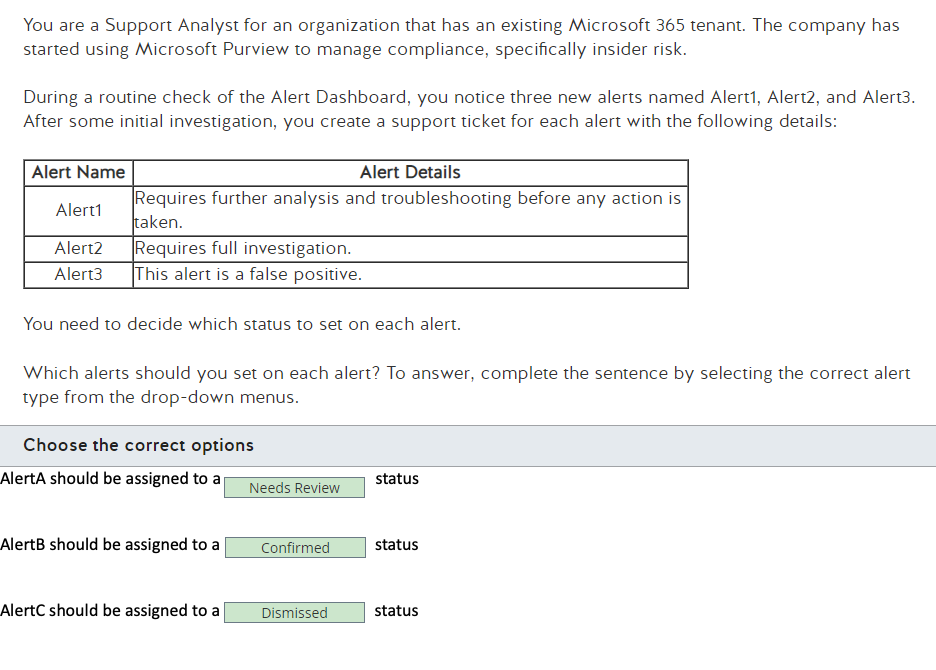 You are a Support Analyst for an organization that has an existing Microsoft 365 tenant. The company has
started using Microsoft Purview to manage compliance, specifically insider risk.
During a routine check of the Alert Dashboard, you notice three new alerts named Alert1, Alert2, and Alert3.
After some initial investigation, you create a support ticket for each alert with the following details:
Alert Name Alert Details
Alert1 Requires further analysis and troubleshooting before any action is
taken.
Alert2 Requires full investigation.
Alert3 This alert is a false positive.
You need to decide which status to set on each alert.
Which alerts should you set on each alert? To answer, complete the sentence by selecting the correct alert
type from the drop-down menus.
Choose the correct options
AlertA should be assigned to a Needs Review status
AlertB should be assigned to a Confirmed status
AlertC should be assigned to a Dismissed status